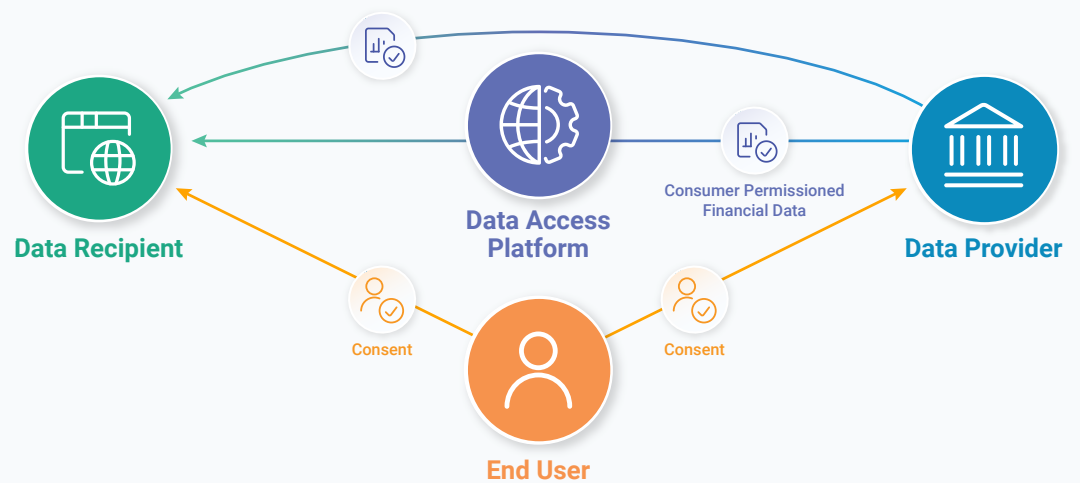 Consumer Permissioned
Financial Data
Data Access
Platform
Data Recipient
Data Provider
Consent
Consent
End User